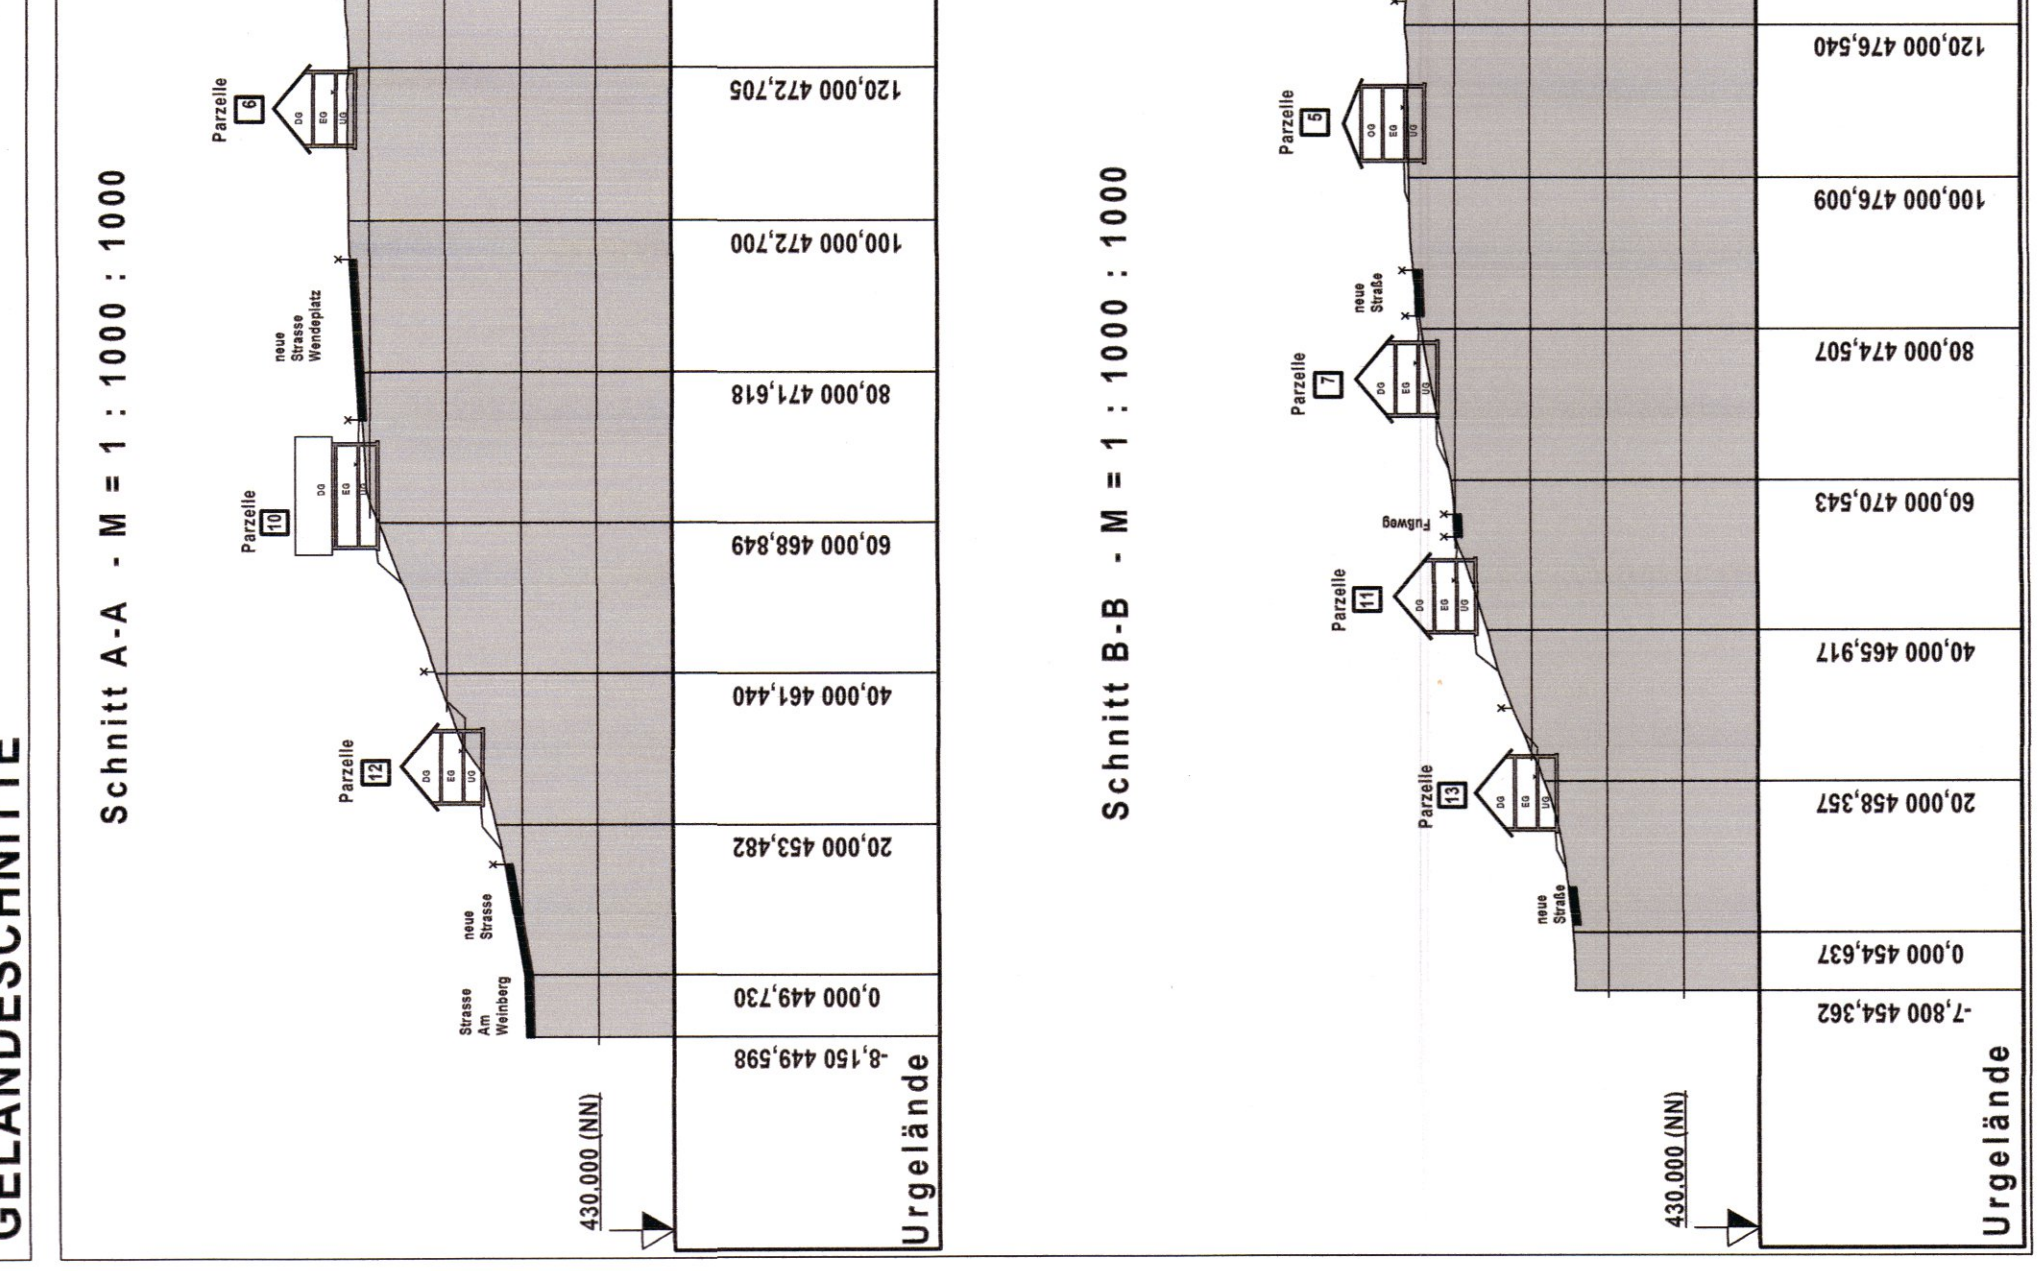 GELÄNDESCHNITTE
Schnitt A-A - M = 1 : 1000 : 1000
Strasse
Am
Weinberg
neue
Strasse
Parzelle
12
DG
EG
UG
Parzelle
10
DG
EG
UG
neue
Strasse
Wendeplatz
Parzelle
6
DG
EG
UG
430.000 (NN)
Urgelände
-8,150 449,598
0,000 449,730
20,000 453,482
40,000 461,440
60,000 468,849
80,000 471,618
100,000 472,700
120,000 472,705
Schnitt B-B - M = 1 : 1000 : 1000
neue
Straße
Parzelle
13
DG
EG
UG
Parzelle
11
DG
EG
UG
Fußweg
Parzelle
7
DG
EG
UG
neue
Straße
Parzelle
5
OG
EG
UG
430.000 (NN)
Urgelände
-7,800 454,362
0,000 454,637
20,000 458,357
40,000 465,917
60,000 470,543
80,000 474,507
100,000 476,009
120,000 476,540